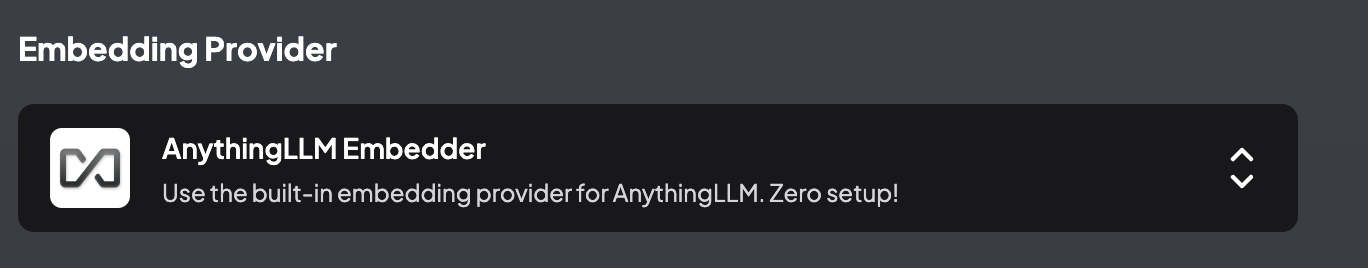 Embedding Provider
AnythingLLM Embedder
Use the built-in embedding provider for AnythingLLM. Zero setup!